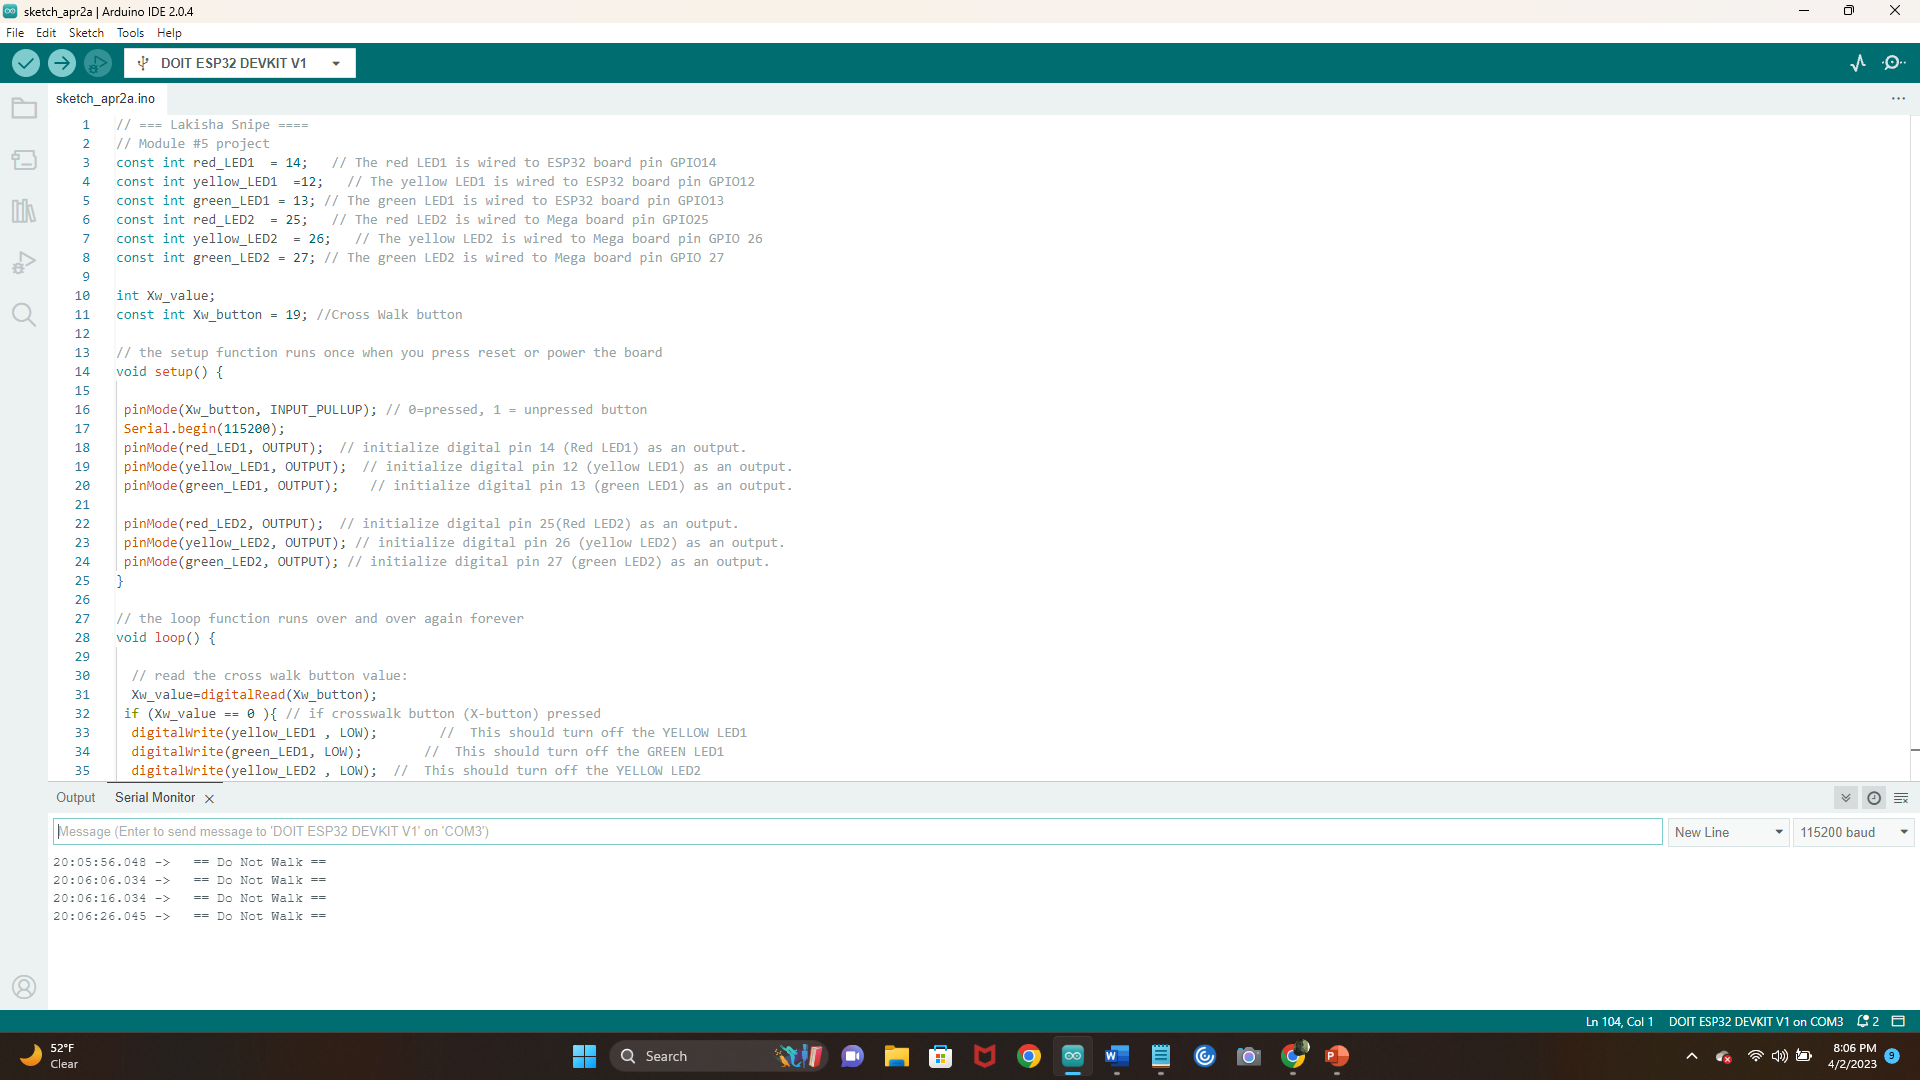 sketch_apr2a | Arduino IDE 2.0.4
File Edit Sketch Tools Help
DOIT ESP32 DEVKIT V1
sketch_apr2a.ino
1 // === Lakisha Snipe ====
2 // Module #5 project
3 const int red_LED1  = 14;   // The red LED1 is wired to ESP32 board pin GPIO14
4 const int yellow_LED1  =12;   // The yellow LED1 is wired to ESP32 board pin GPIO12
5 const int green_LED1 = 13; // The green LED1 is wired to ESP32 board pin GPIO13
6 const int red_LED2  = 25;   // The red LED2 is wired to Mega board pin GPIO25
7 const int yellow_LED2  = 26;   // The yellow LED2 is wired to Mega board pin GPIO 26
8 const int green_LED2 = 27; // The green LED2 is wired to Mega board pin GPIO 27
9
10 int Xw_value;
11 const int Xw_button = 19; //Cross Walk button
12
13 // the setup function runs once when you press reset or power the board
14 void setup() {
15
16 pinMode(Xw_button, INPUT_PULLUP); // 0=pressed, 1 = unpressed button
17 Serial.begin(115200);
18 pinMode(red_LED1, OUTPUT);  // initialize digital pin 14 (Red LED1) as an output.
19 pinMode(yellow_LED1, OUTPUT);  // initialize digital pin 12 (yellow LED1) as an output.
20 pinMode(green_LED1, OUTPUT);    // initialize digital pin 13 (green LED1) as an output.
21
22 pinMode(red_LED2, OUTPUT);  // initialize digital pin 25(Red LED2) as an output.
23 pinMode(yellow_LED2, OUTPUT); // initialize digital pin 26 (yellow LED2) as an output.
24 pinMode(green_LED2, OUTPUT); // initialize digital pin 27 (green LED2) as an output.
25 }
26
27 // the loop function runs over and over again forever
28 void loop() {
29
30 // read the cross walk button value:
31 Xw_value=digitalRead(Xw_button);
32 if (Xw_value == 0 ){ // if crosswalk button (X-button) pressed
33 digitalWrite(yellow_LED1 , LOW);        //  This should turn off the YELLOW LED1
34 digitalWrite(green_LED1, LOW);        //  This should turn off the GREEN LED1
35 digitalWrite(yellow_LED2 , LOW);  //  This should turn off the YELLOW LED2
Output Serial Monitor
Message (Enter to send message to 'DOIT ESP32 DEVKIT V1' on 'COM3') New Line 115200 baud
20:05:56.048 ->   == Do Not Walk ==
20:06:06.034 ->   == Do Not Walk ==
20:06:16.034 ->   == Do Not Walk ==
20:06:26.045 ->   == Do Not Walk ==
Ln 104, Col 1 DOIT ESP32 DEVKIT V1 on COM3 2
52°F
Clear
Search
8:06 PM
4/2/2023
9